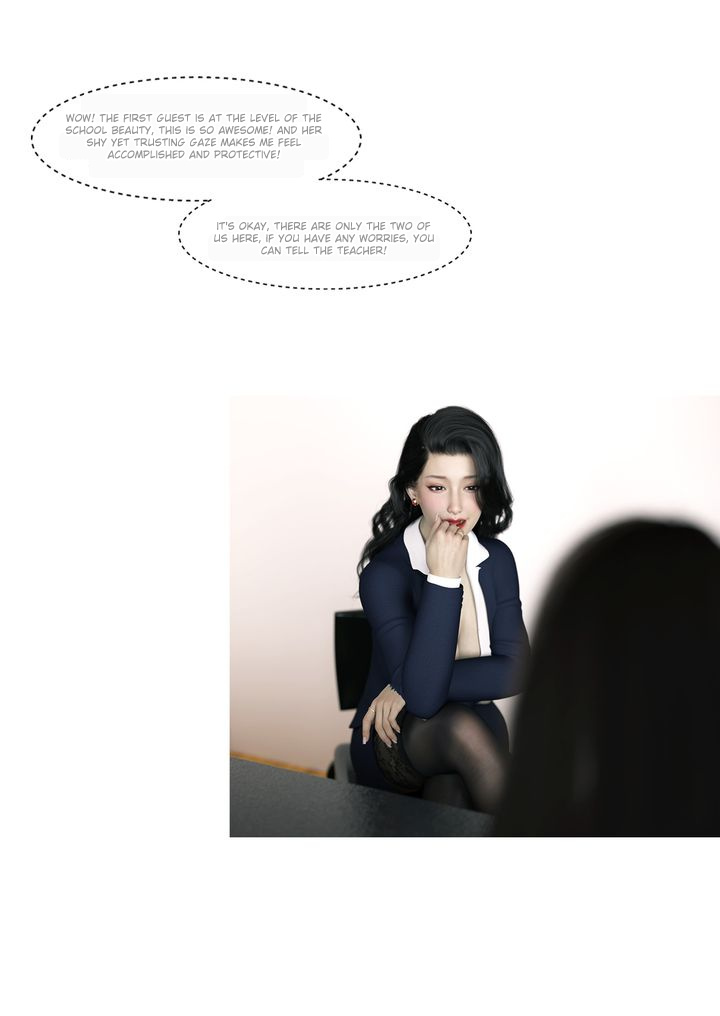 WOW! THE FIRST GUEST IS AT THE LEVEL OF THE
SCHOOL BEAUTY, THIS IS SO AWESOME! AND HER
SHY YET TRUSTING GAZE MAKES ME FEEL
ACCOMPLISHED AND PROTECTIVE!
IT'S OKAY, THERE ARE ONLY THE TWO OF
US HERE, IF YOU HAVE ANY WORRIES, YOU
CAN TELL THE TEACHER!